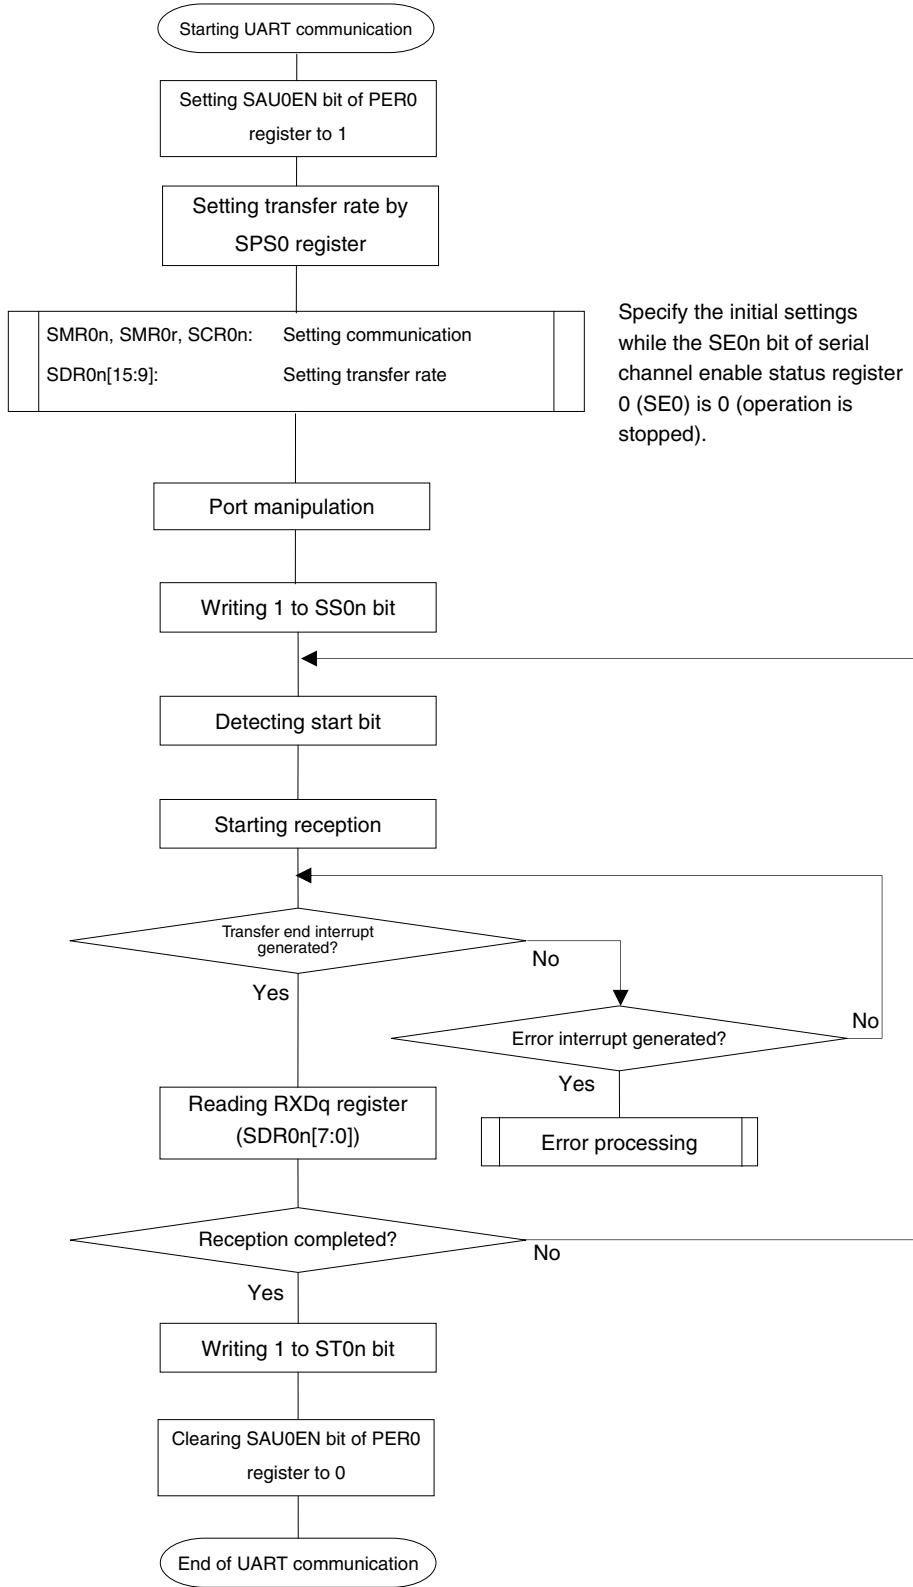 Starting UART communication
Setting SAU0EN bit of PER0
register to 1
Setting transfer rate by
SPS0 register
SMR0n, SMR0r, SCR0n: Setting communication
SDR0n[15:9]: Setting transfer rate
Specify the initial settings
while the SE0n bit of serial
channel enable status register
0 (SE0) is 0 (operation is
stopped).
Port manipulation
Writing 1 to SS0n bit
Detecting start bit
Starting reception
Transfer end interrupt
generated?
No
Yes
Error interrupt generated?
No
Yes
Reading RXDq register
(SDR0n[7:0])
Error processing
Reception completed?
No
Yes
Writing 1 to ST0n bit
Clearing SAU0EN bit of PER0
register to 0
End of UART communication